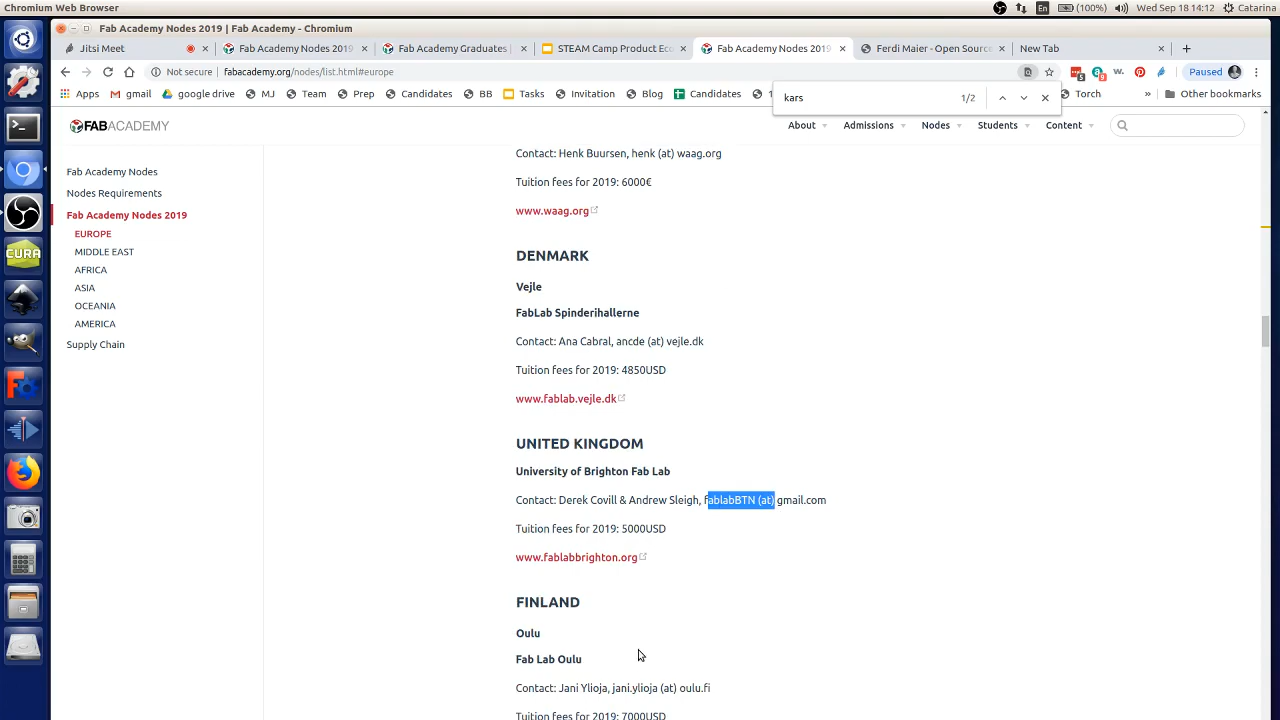 Chromium Web Browser
En
(100%)
Wed Sep 18 14:12
Catarina
Fab Academy Nodes 2019 | Fab Academy - Chromium
Jitsi Meet
Fab Academy Nodes 2019
Fab Academy Graduates |
STEAM Camp Product Ec
Fab Academy Nodes 2019
Ferdi Maier - Open Source
New Tab
Not secure
fabacademy.org/nodes/list.html#europe
Paused
Apps
gmail
google drive
MJ
Team
Prep
Candidates
BB
Tasks
Invitation
Blog
Candidates
Torch
Other bookmarks
kars
1/2
FABACADEMY
About
Admissions
Nodes
Students
Content
Fab Academy Nodes
Nodes Requirements
Fab Academy Nodes 2019
EUROPE
MIDDLE EAST
AFRICA
ASIA
OCEANIA
AMERICA
Supply Chain
Contact: Henk Buursen, henk (at) waag.org
Tuition fees for 2019: 6000€
www.waag.org
DENMARK
Vejle
FabLab Spinderihallerne
Contact: Ana Cabral, ancde (at) vejle.dk
Tuition fees for 2019: 4850USD
www.fablab.vejle.dk
UNITED KINGDOM
University of Brighton Fab Lab
Contact: Derek Covill & Andrew Sleigh, fablabBTN (at) gmail.com
Tuition fees for 2019: 5000USD
www.fablabbrighton.org
FINLAND
Oulu
Fab Lab Oulu
Contact: Jani Ylioja, jani.ylioja (at) oulu.fi
Tuition fees for 2019: 7000USD
CURA